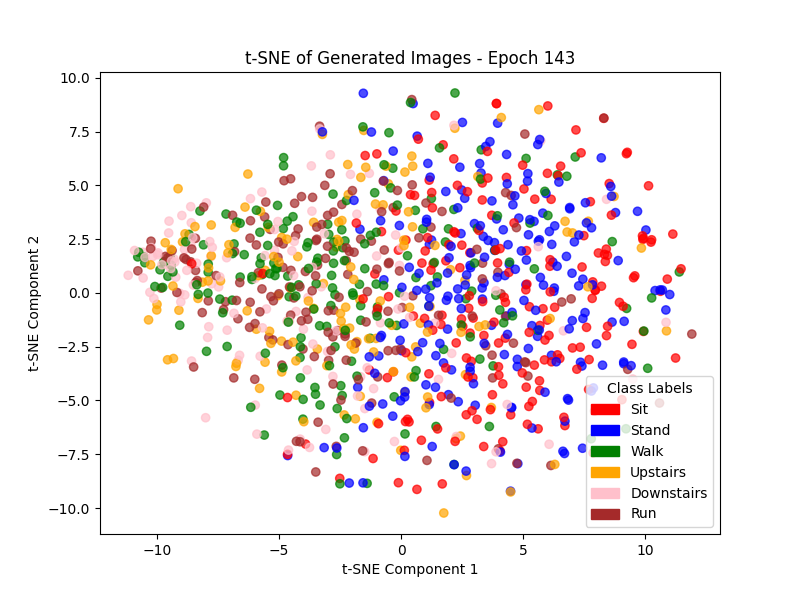 t-SNE of Generated Images - Epoch 143
10.0
7.5
5.0
2.5
0.0
−2.5
−5.0
−7.5
−10.0
t-SNE Component 2
Class Labels
Sit
Stand
Walk
Upstairs
Downstairs
Run
−10
−5
0
5
10
t-SNE Component 1